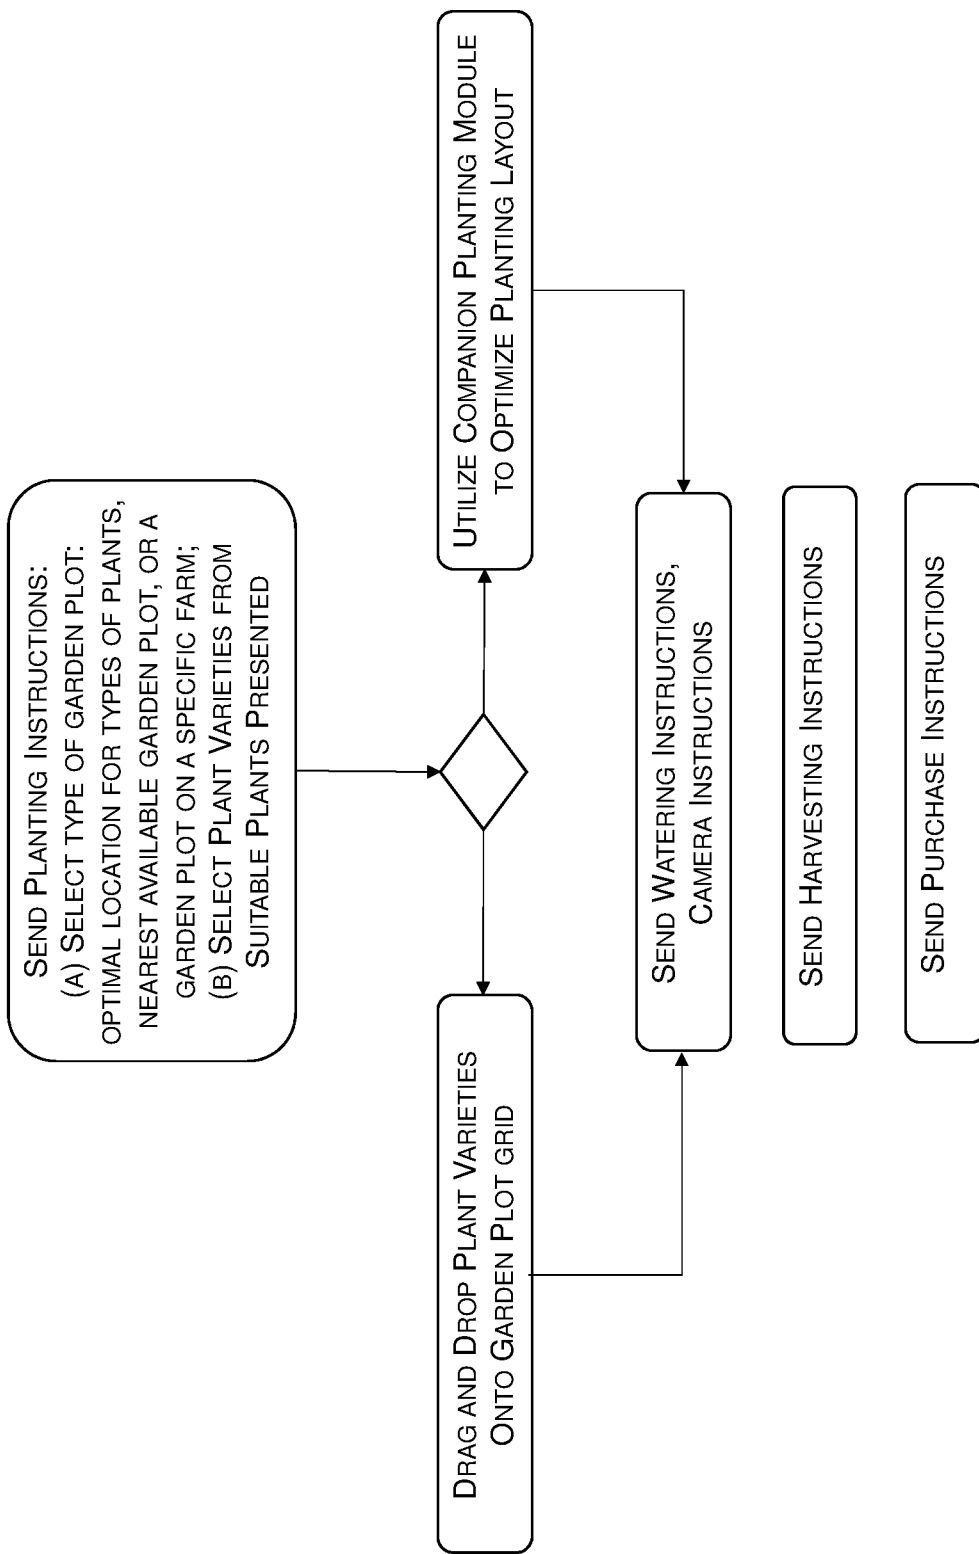 SEND PLANTING INSTRUCTIONS:
(A) SELECT TYPE OF GARDEN PLOT:
OPTIMAL LOCATION FOR TYPES OF PLANTS,
NEAREST AVAILABLE GARDEN PLOT, OR A
GARDEN PLOT ON A SPECIFIC FARM;
(B) SELECT PLANT VARIETIES FROM
SUITABLE PLANTS PRESENTED
DRAG AND DROP PLANT VARIETIES
ONTO GARDEN PLOT GRID
UTILIZE COMPANION PLANTING MODULE
TO OPTIMIZE PLANTING LAYOUT
SEND WATERING INSTRUCTIONS,
CAMERA INSTRUCTIONS
SEND HARVESTING INSTRUCTIONS
SEND PURCHASE INSTRUCTIONS